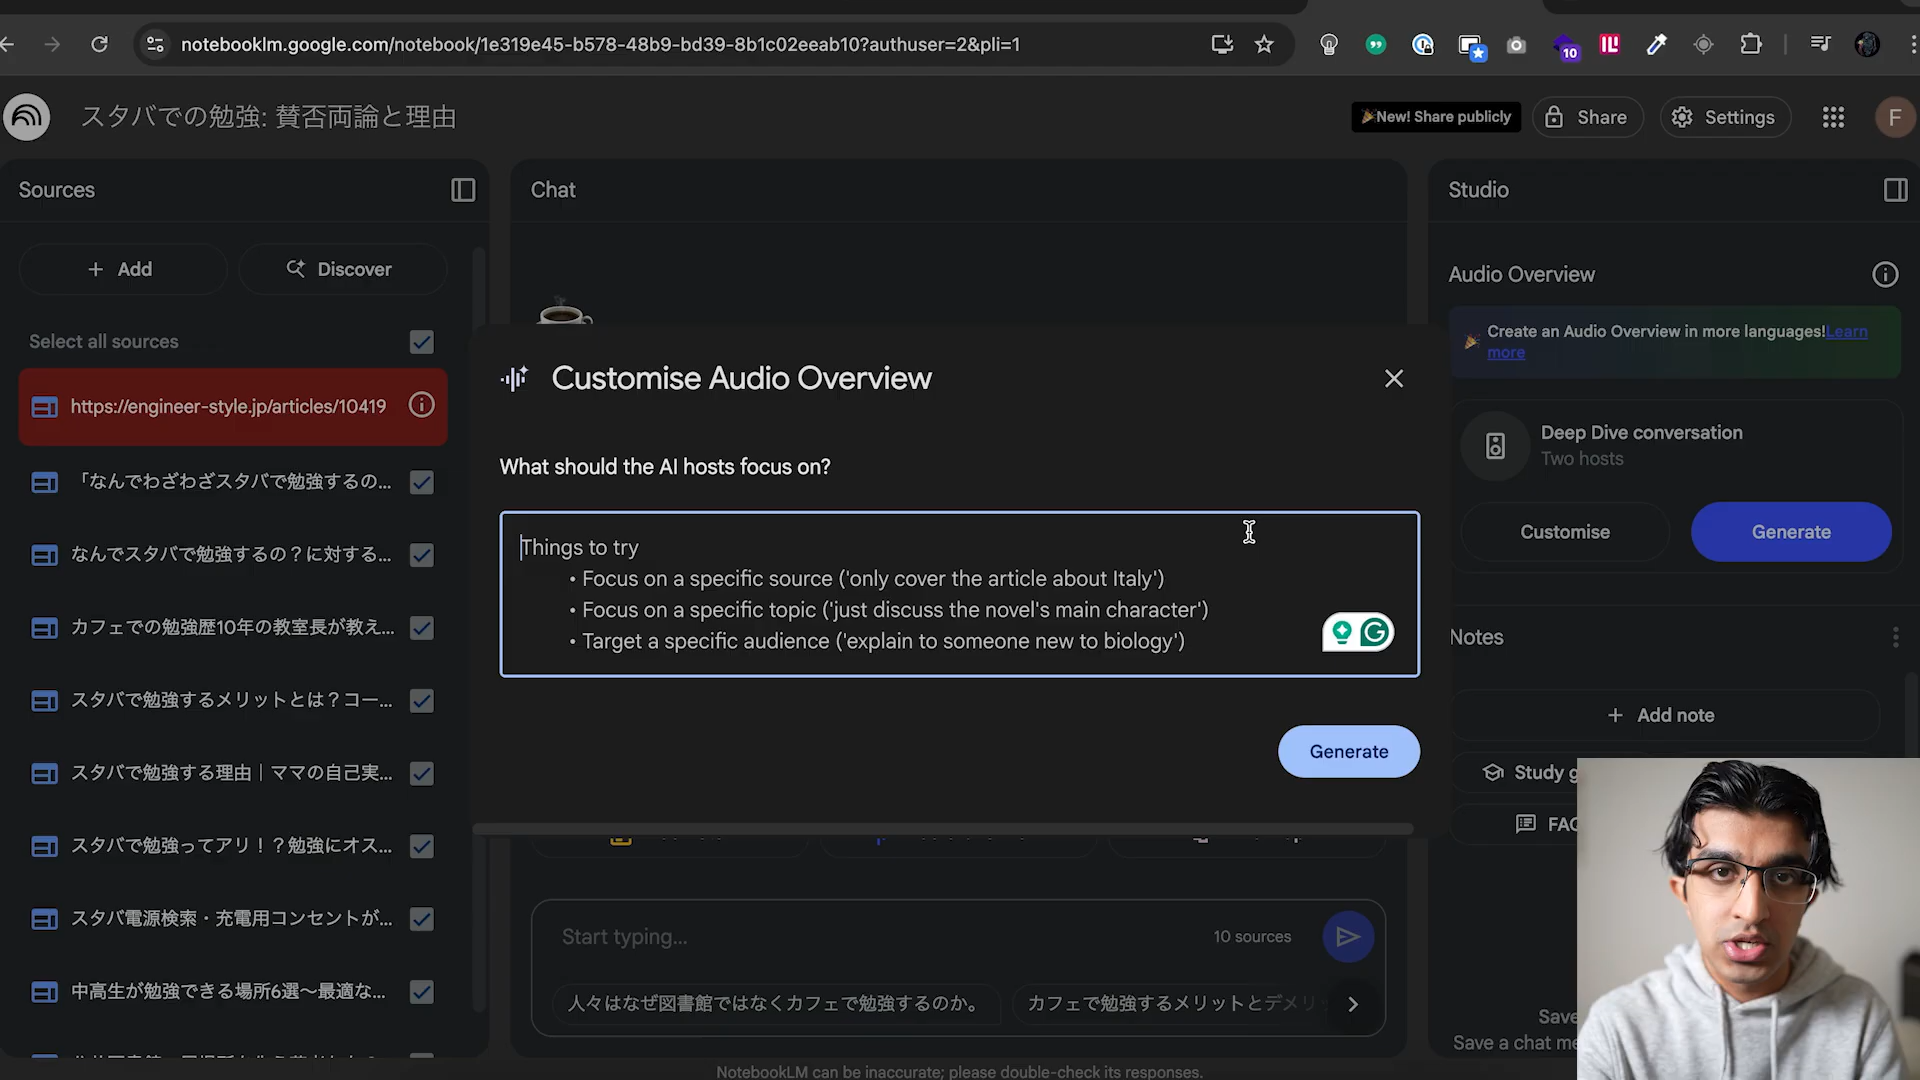 notebooklm.google.com/notebook/1e319e45-b578-48b9-bd39-8b1c02eeab10?authuser=2&pli=1
10
スタバでの勉強: 賛否両論と理由
New! Share publicly
Share
Settings
F
Sources
Chat
Studio
+ Add
Discover
Audio Overview
Create an Audio Overview in more languages! Learn
more
Select all sources
https://engineer-style.jp/articles/10419
Customise Audio Overview
Deep Dive conversation
Two hosts
Customise
Generate
What should the AI hosts focus on?
「なんでわざわざスタバで勉強するの...
Things to try
• Focus on a specific source ('only cover the article about Italy')
• Focus on a specific topic ('just discuss the novel's main character')
• Target a specific audience ('explain to someone new to biology')
なんでスタバで勉強するの？に対する...
カフェでの勉強歴10年の教室長が教え...
Notes
スタバで勉強するメリットとは？コー...
+ Add note
Generate
スタバで勉強する理由｜ママの自己実...
Study g
FAQ
スタバで勉強ってアリ！？勉強にオス...
スタバ電源検索・充電用コンセントが...
Start typing...
10 sources
中高生が勉強できる場所6選〜最適な...
人々はなぜ図書館ではなくカフェで勉強するのか。
カフェで勉強するメリットとデメリ
Save
Save a chat me
NotebookLM can be inaccurate; please double-check its responses.